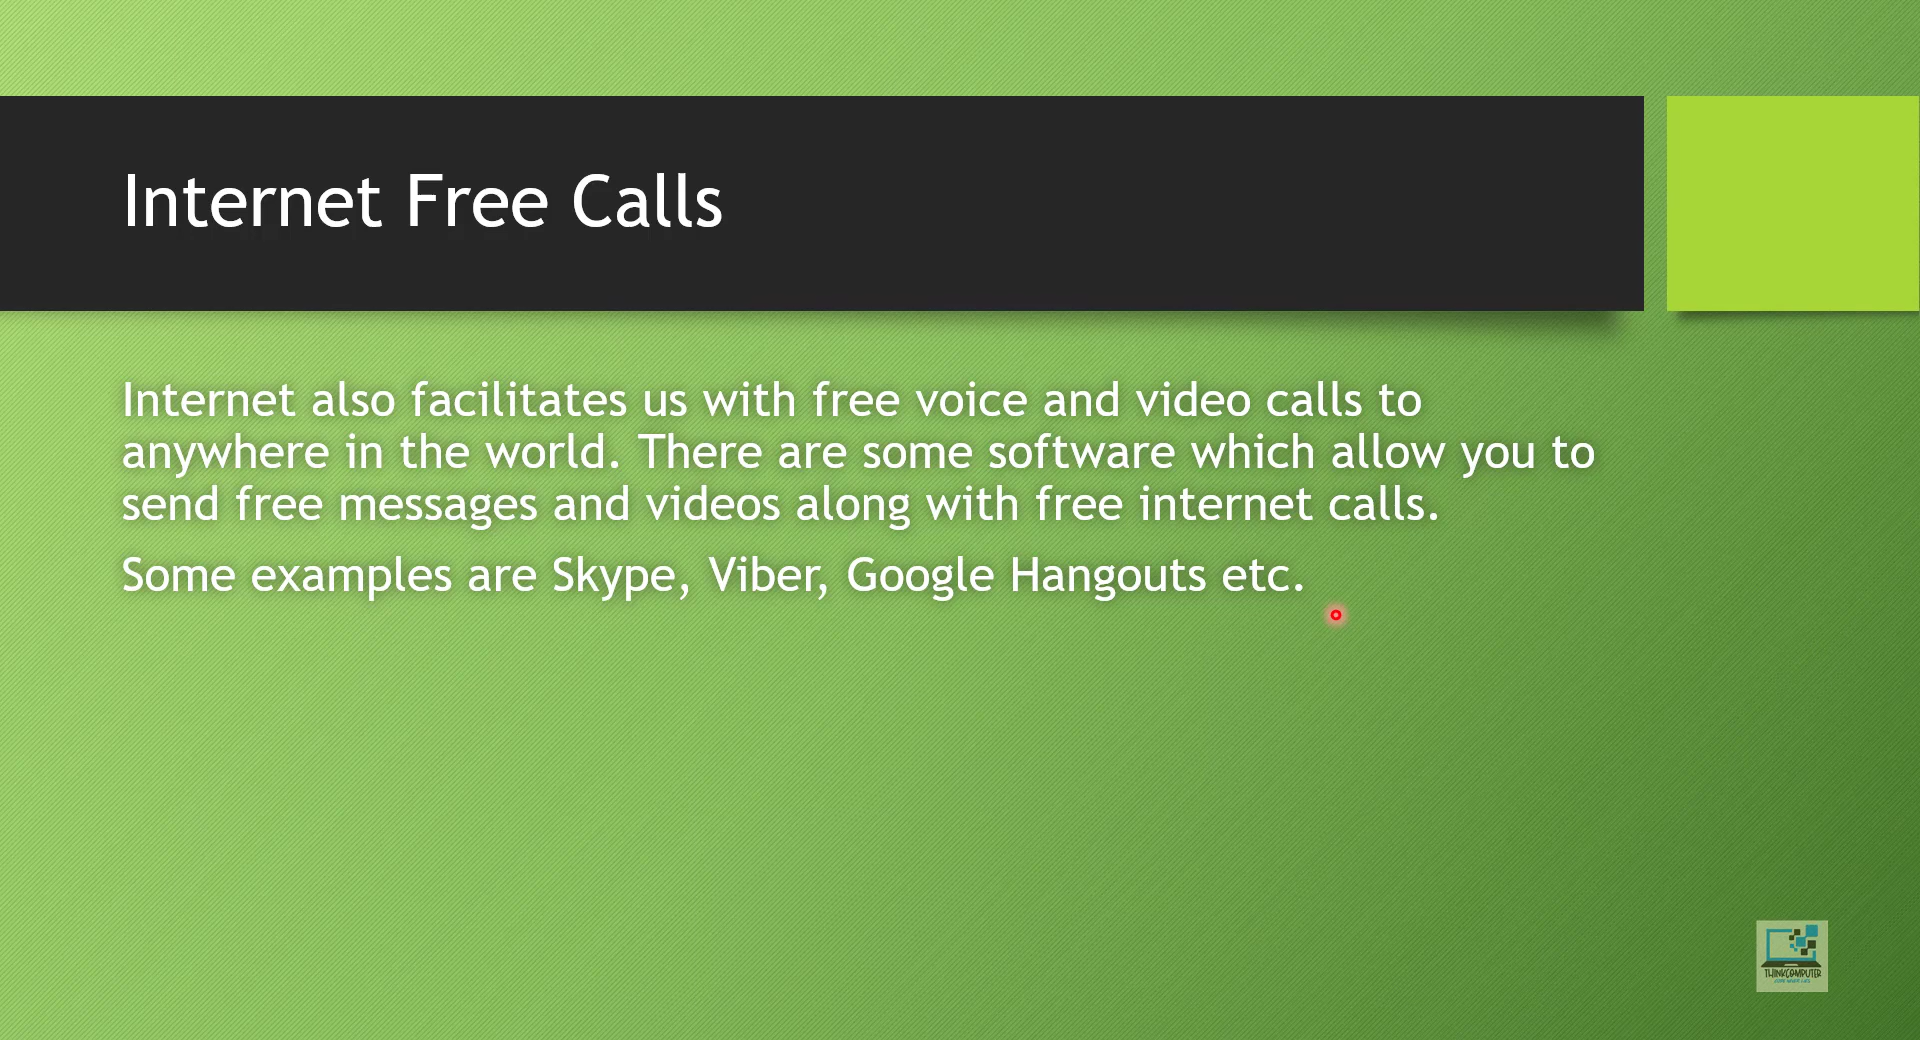 Internet Free Calls
Internet also facilitates us with free voice and video calls to
anywhere in the world. There are some software which allow you to
send free messages and videos along with free internet calls.
Some examples are Skype, Viber, Google Hangouts etc.
THINKCOMPUTER